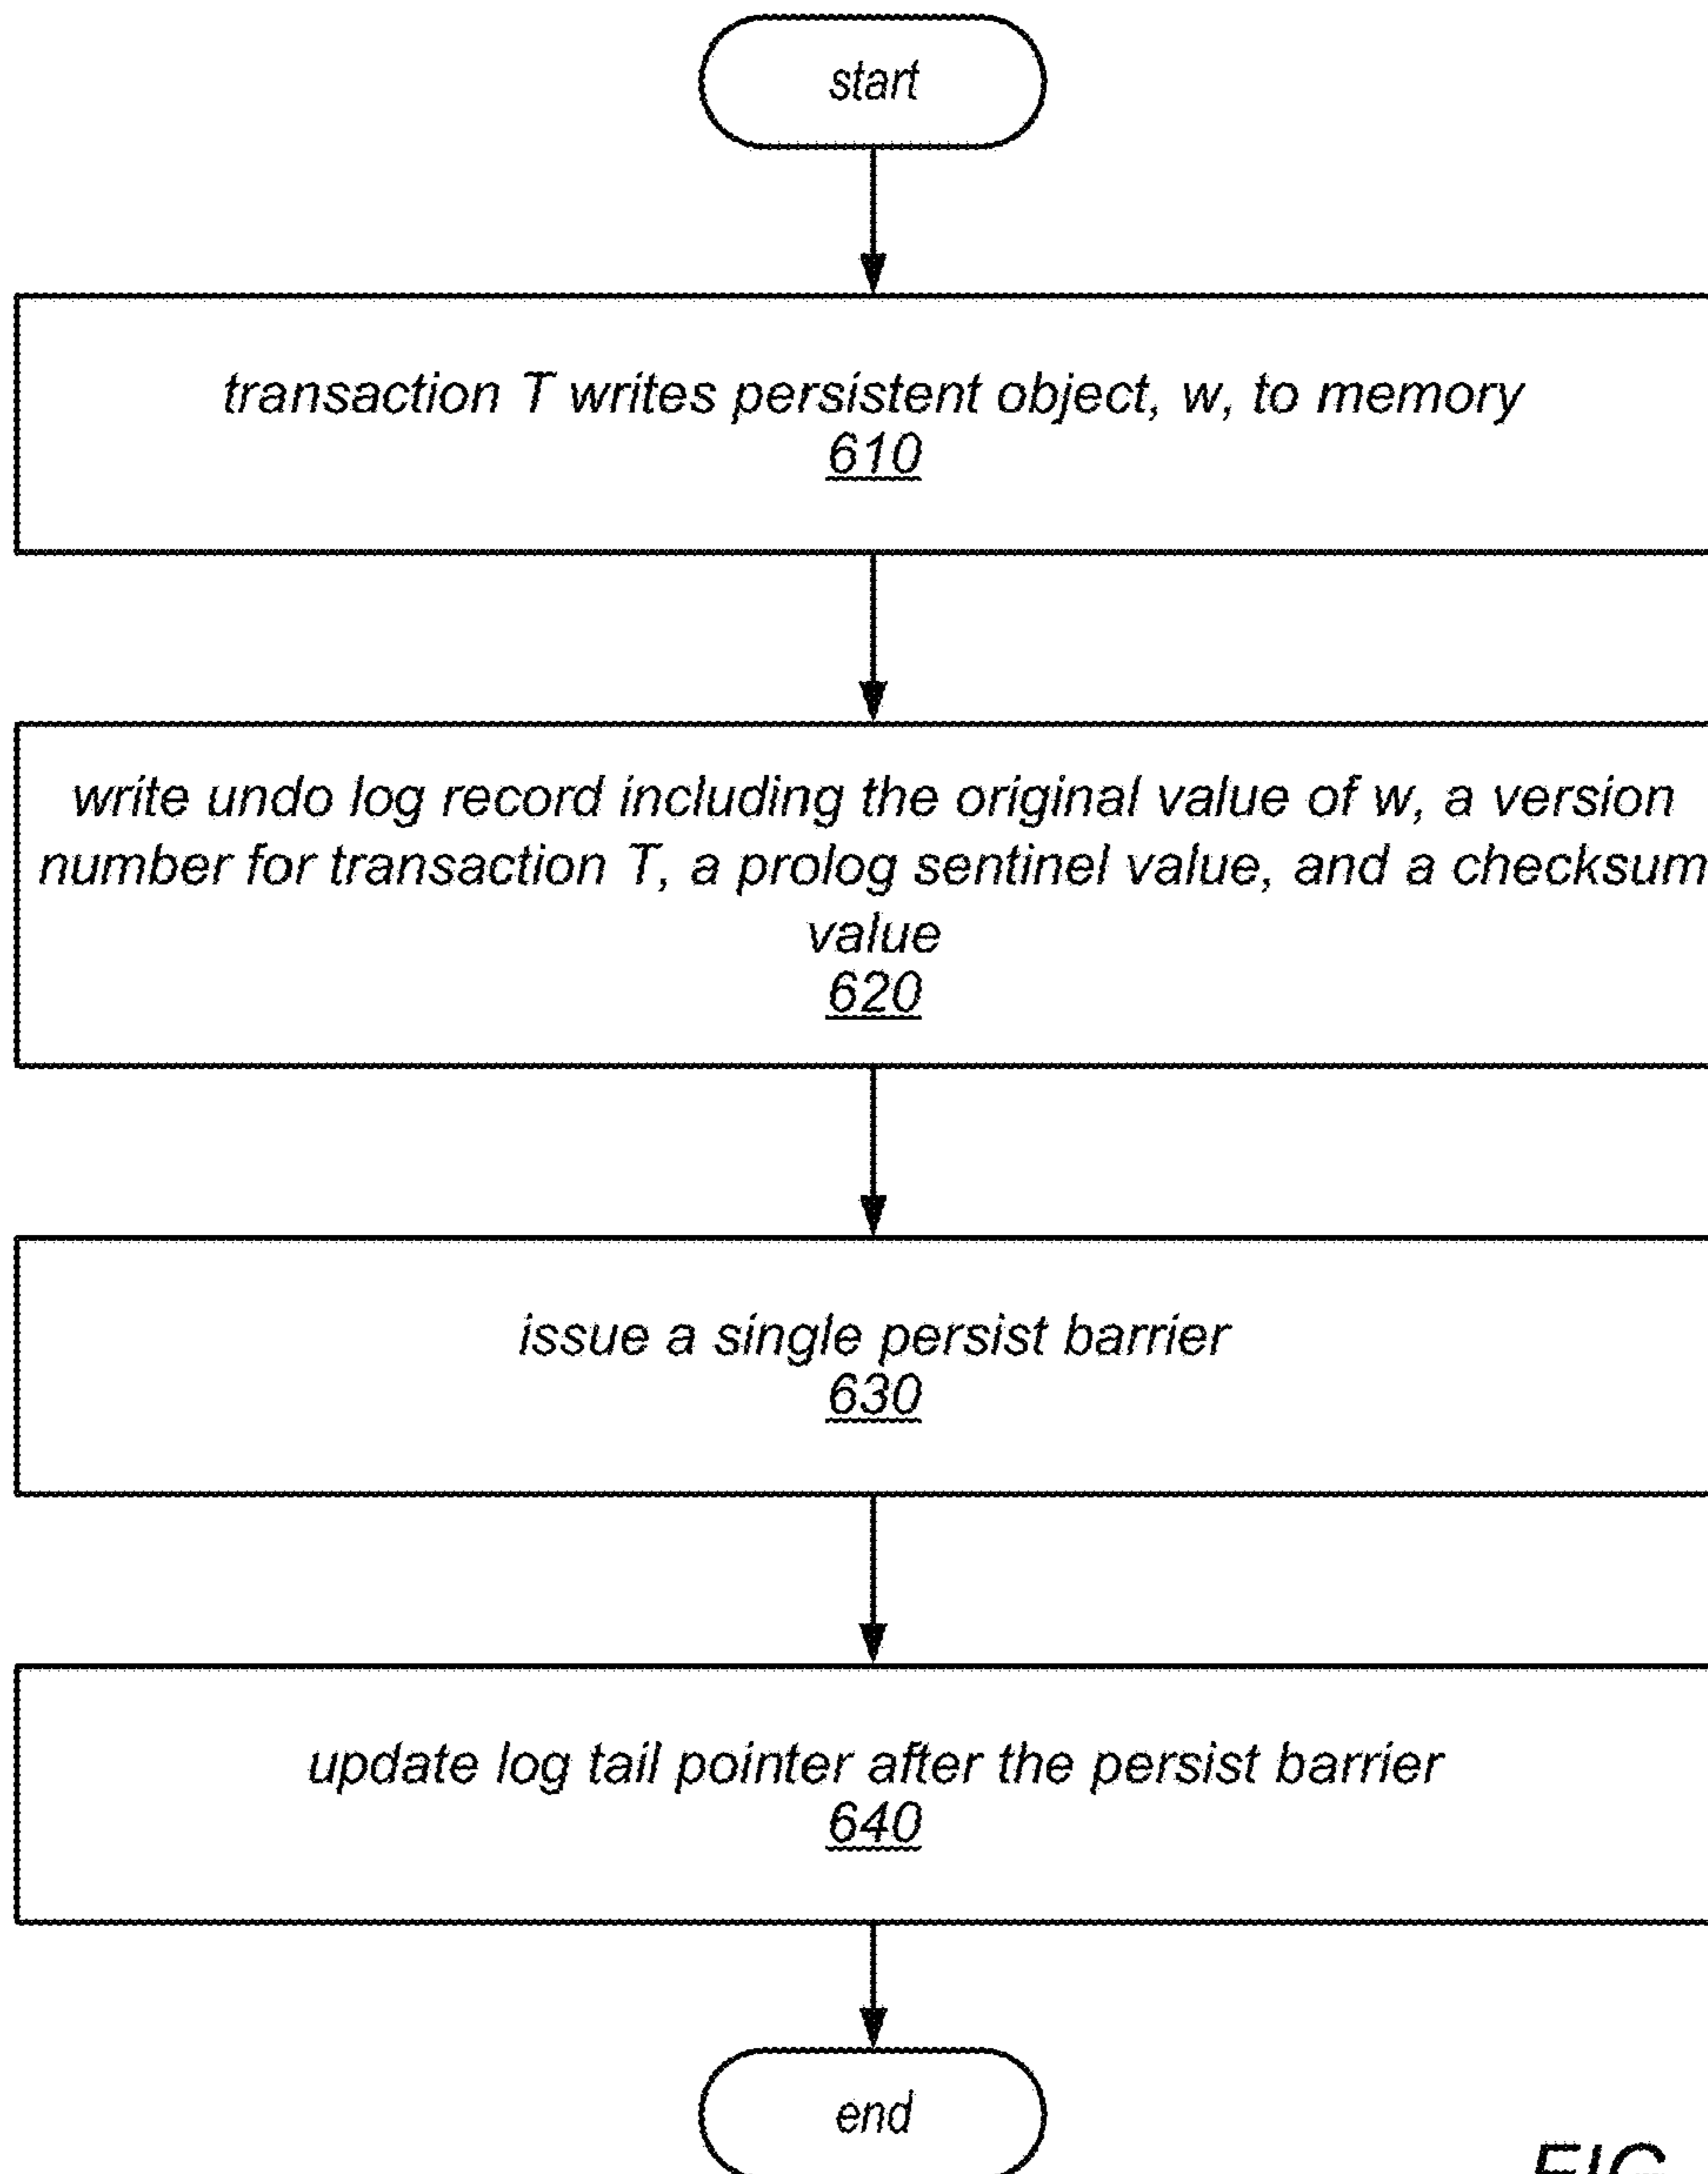 start
transaction T writes persistent object, w, to memory
610
write undo log record including the original value of w, a version
number for transaction T, a prolog sentinel value, and a checksum
value
620
issue a single persist barrier
630
update log tail pointer after the persist barrier
640
end
FIG